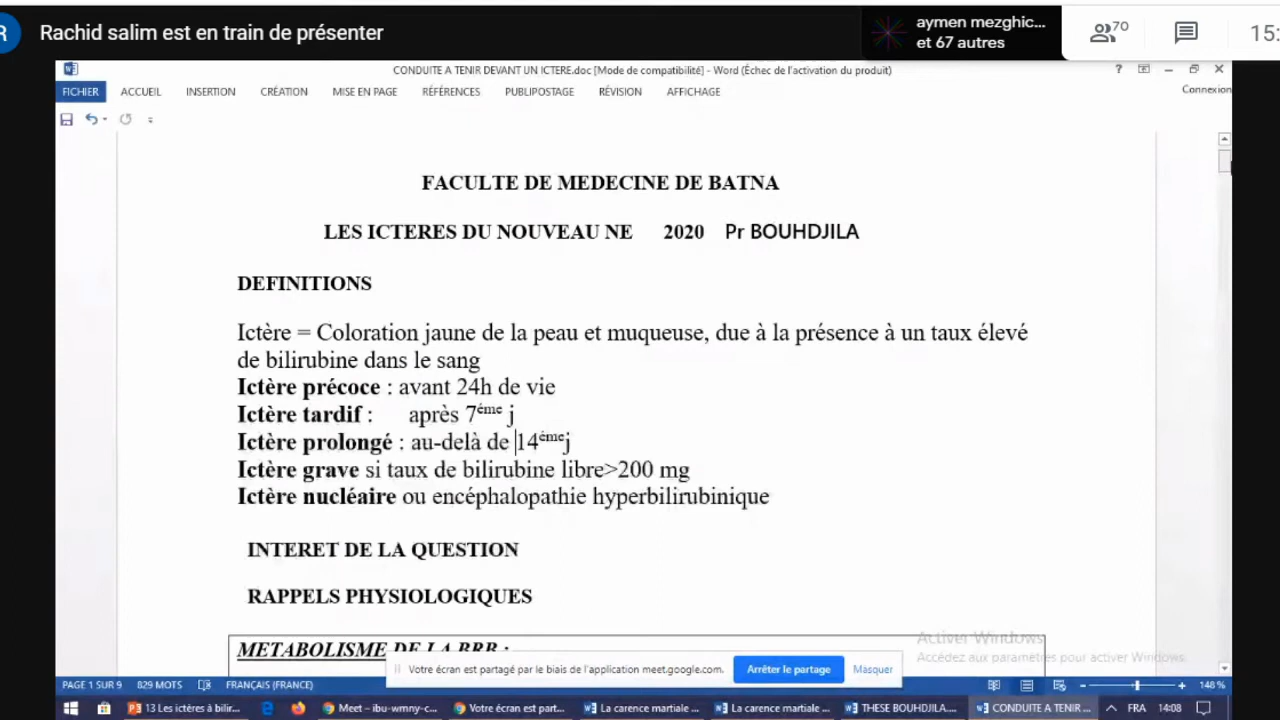 R
Rachid salim est en train de présenter
aymen mezghic...
et 67 autres
70
15:
CONDUITE A TENIR DEVANT UN ICTERE.doc [Mode de compatibilité] - Word (Échec de l'activation du produit)
?
FICHIER ACCUEIL INSERTION CRÉATION MISE EN PAGE RÉFÉRENCES PUBLIPOSTAGE RÉVISION AFFICHAGE
Connexion
FACULTE DE MEDECINE DE BATNA
LES ICTERES DU NOUVEAU NE 2020 Pr BOUHDJILA
DEFINITIONS
Ictère = Coloration jaune de la peau et muqueuse, due à la présence à un taux élevé
de bilirubine dans le sang
Ictère précoce : avant 24h de vie
Ictère tardif : après 7éme j
Ictère prolongé : au-delà de 14émej
Ictère grave si taux de bilirubine libre>200 mg
Ictère nucléaire ou encéphalopathie hyperbilirubinique
INTERET DE LA QUESTION
RAPPELS PHYSIOLOGIQUES
METABOLISME DE LA BRB :
Activer Windows
Accédez aux paramètres pour activer Windows.
Votre écran est partagé par le biais de l'application meet.google.com.
Arrêter le partage
Masquer
PAGE 1 SUR 9 829 MOTS FRANÇAIS (FRANCE) 148 %
13 Les ictères à bilir... Meet – ibu-wmny-c... Votre écran est part... La carence martiale ... La carence martiale ... THESE BOUHDJILA.... CONDUITE A TENIR ... FRA 14:08